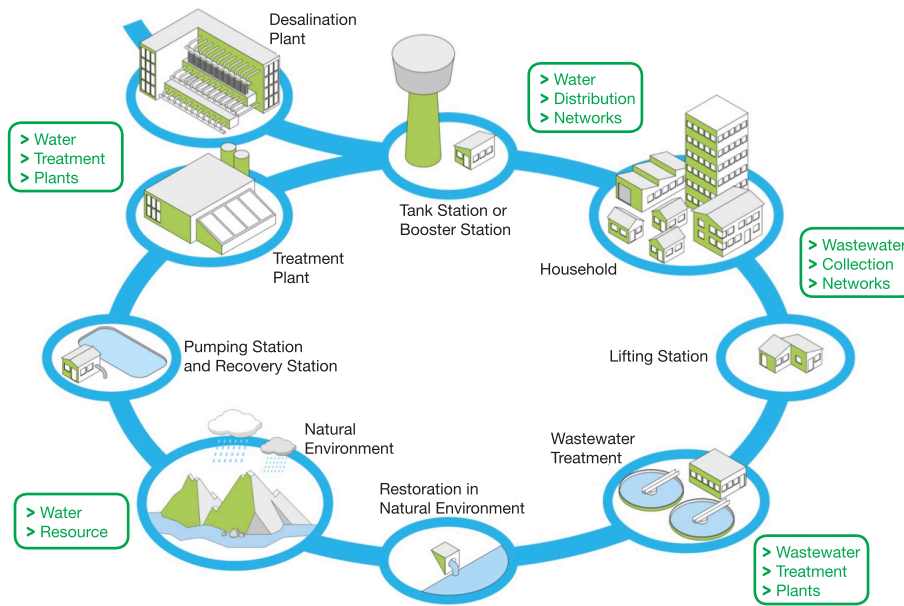 Desalination
Plant
> Water
> Distribution
> Networks
> Water
> Treatment
> Plants
Tank Station or
Booster Station
Treatment
Plant
Household
> Wastewater
> Collection
> Networks
Pumping Station
and Recovery Station
Lifting Station
Natural
Environment
Wastewater
Treatment
Restoration in
Natural Environment
> Water
> Resource
> Wastewater
> Treatment
> Plants